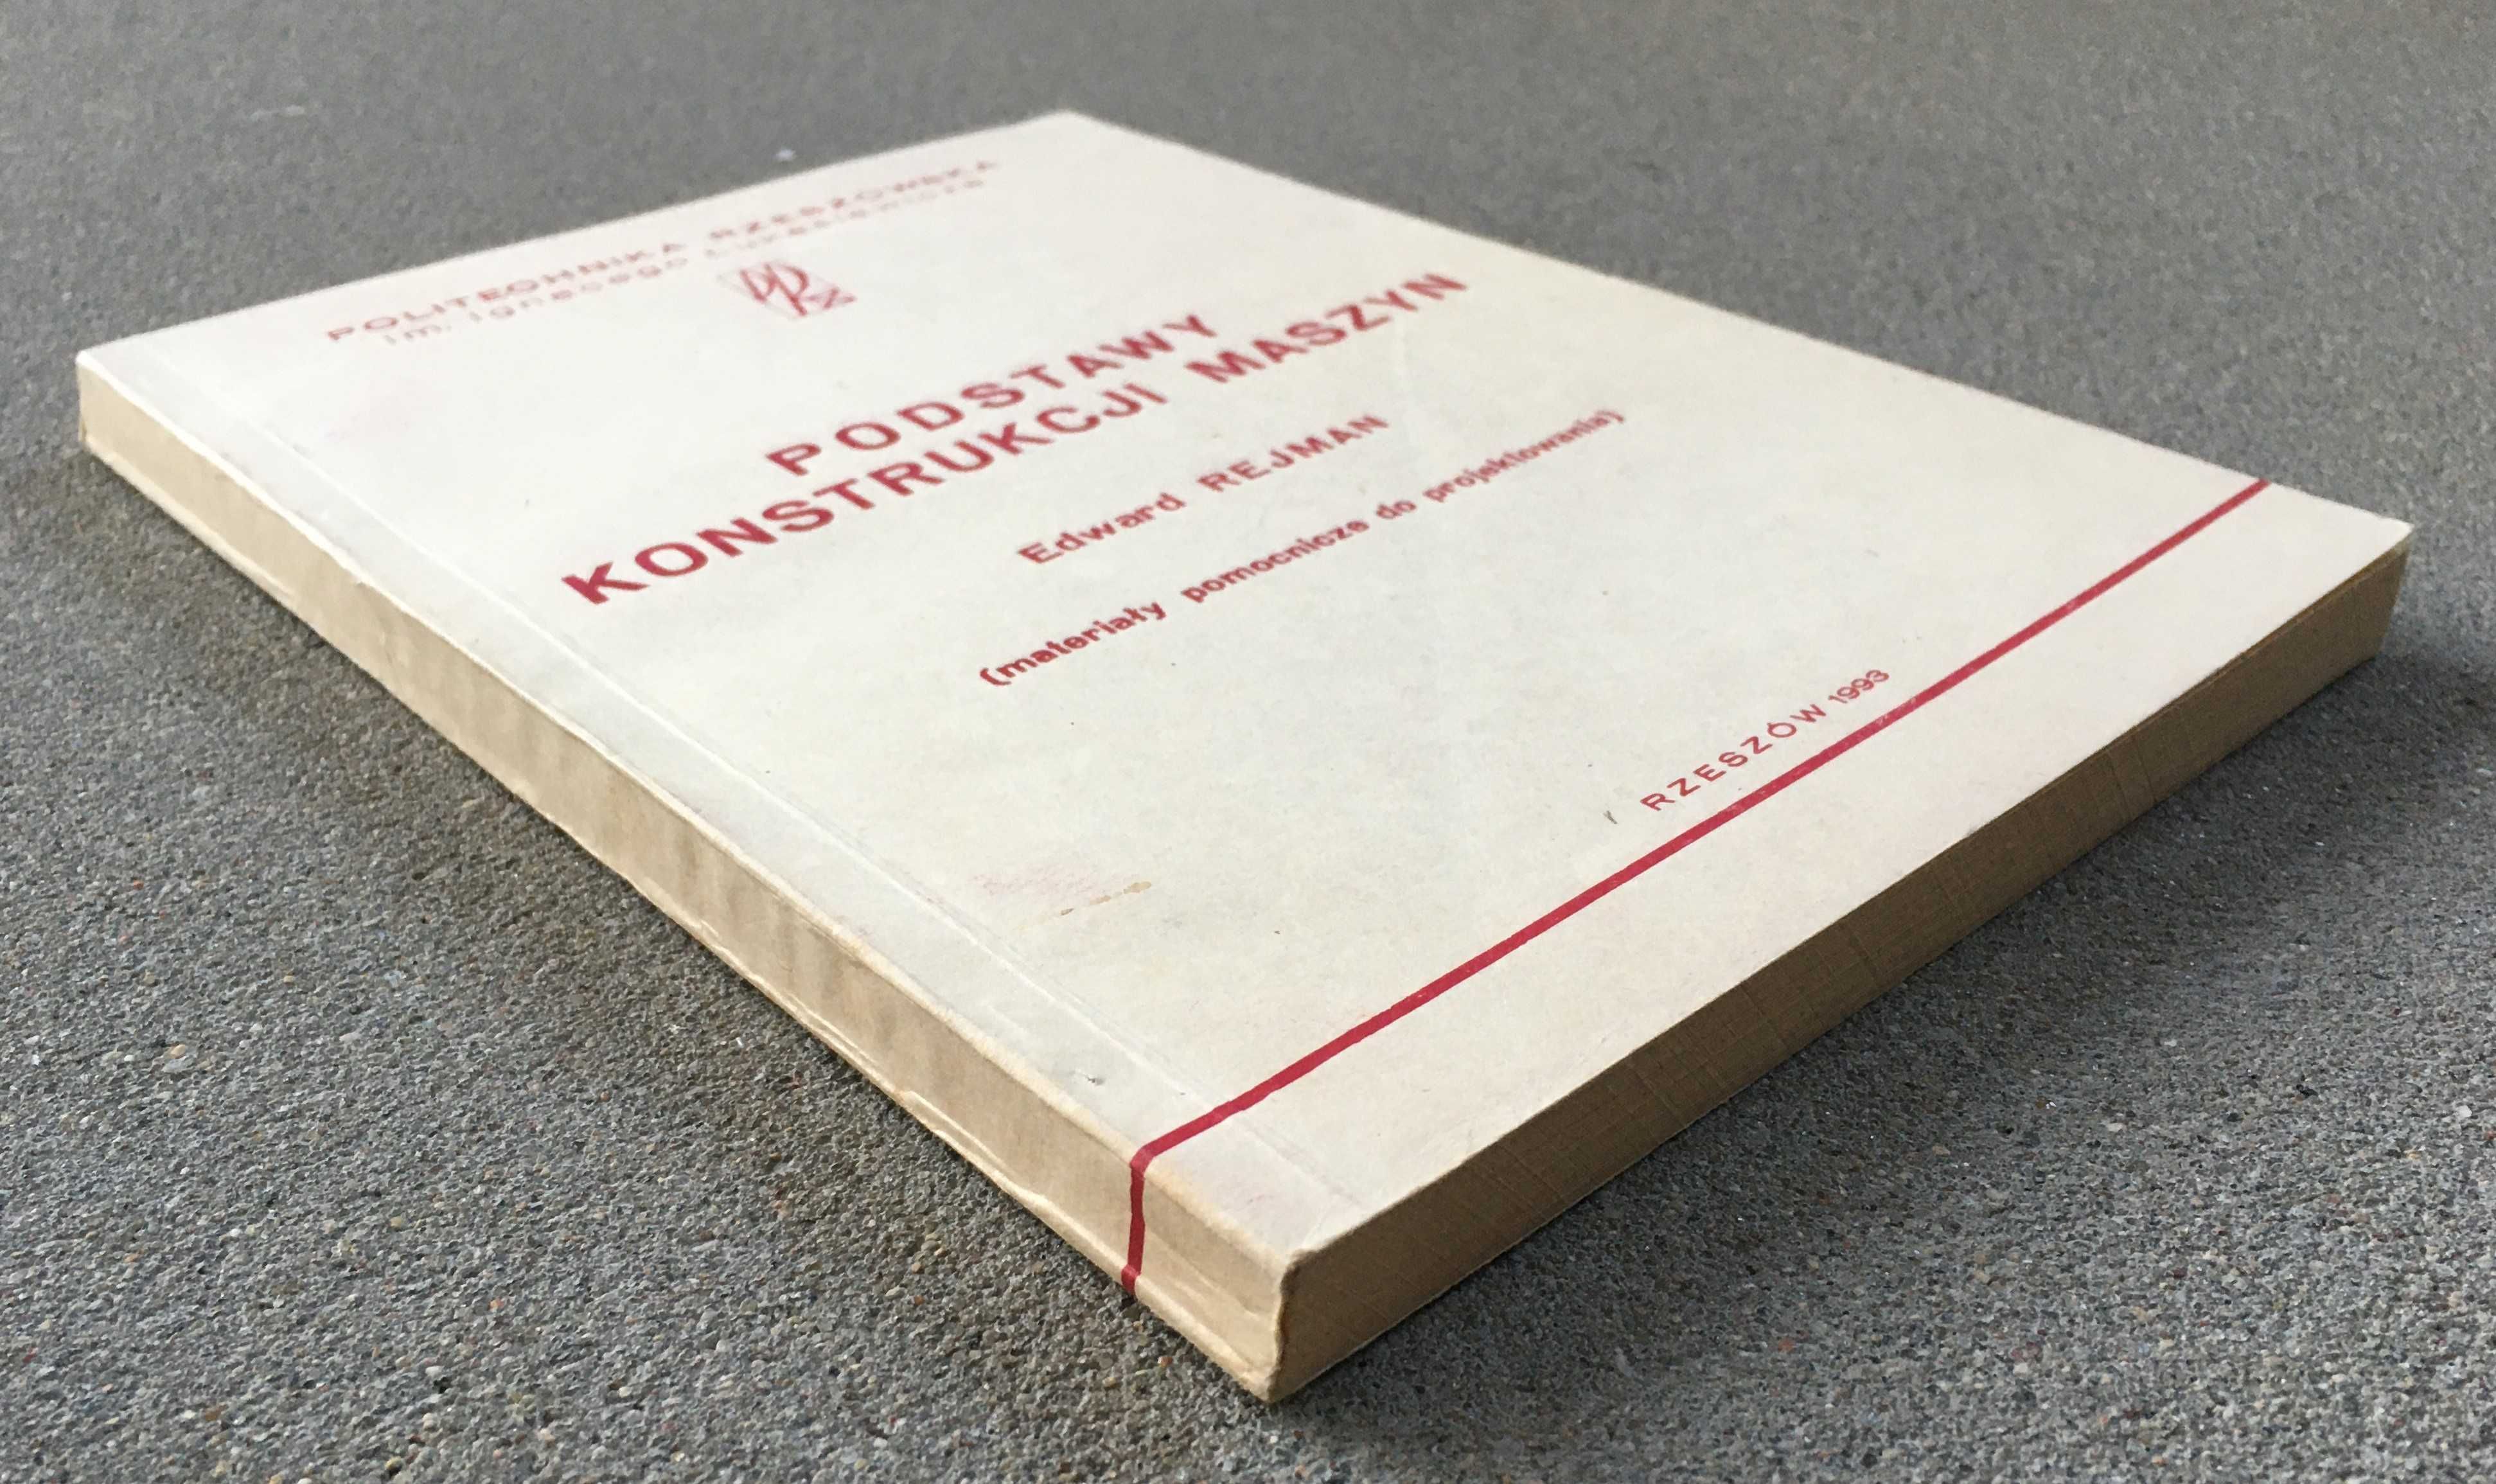 POLITECHNIKA RZESZOWSKA
im. Ignacego Łukasiewicza
PODSTAWY
KONSTRUKCJI MASZYN
Edward REJMAN
(materiały pomocnicze do projektowania)
RZESZÓW 1993